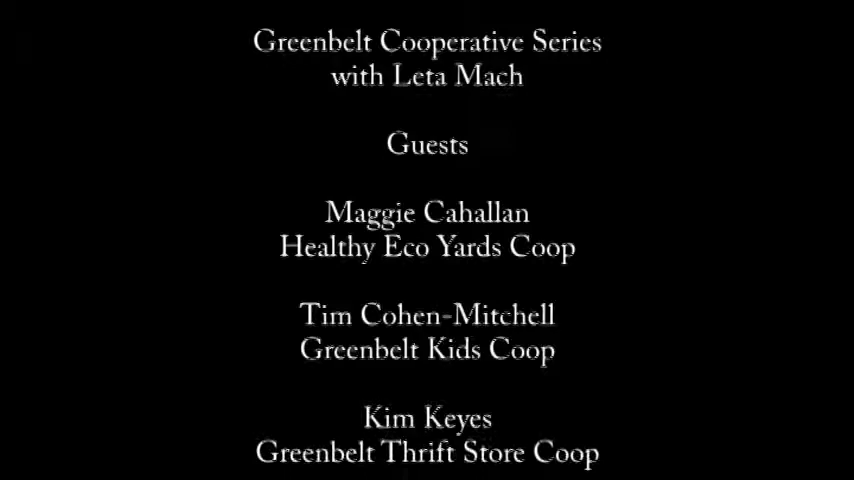 Greenbelt Cooperative Series
with Leta Mach
Guests
Maggie Cahallan
Healthy Eco Yards Coop
Tim Cohen-Mitchell
Greenbelt Kids Coop
Kim Keyes
Greenbelt Thrift Store Coop